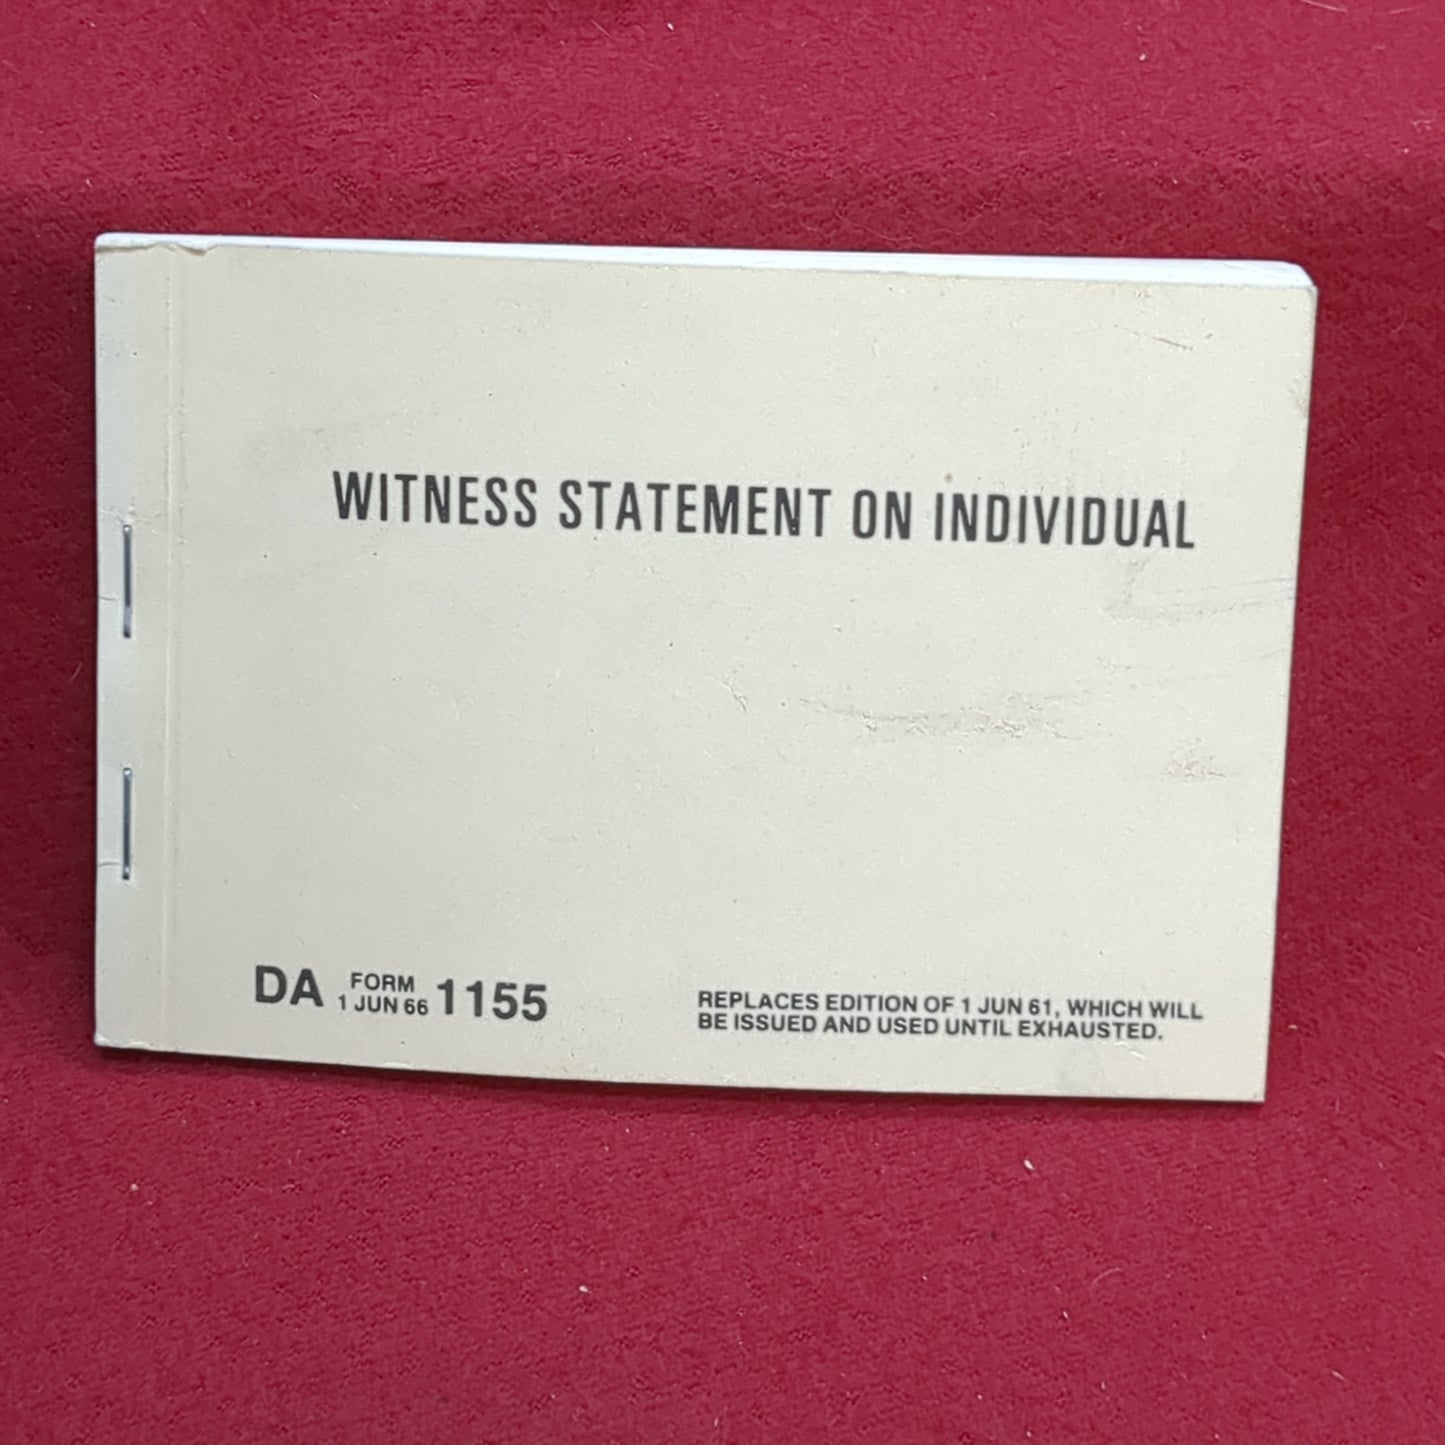 WITNESS STATEMENT ON INDIVIDUAL
DA FORM 1 JUN 66 1155
REPLACES EDITION OF 1 JUN 61, WHICH WILL
BE ISSUED AND USED UNTIL EXHAUSTED.